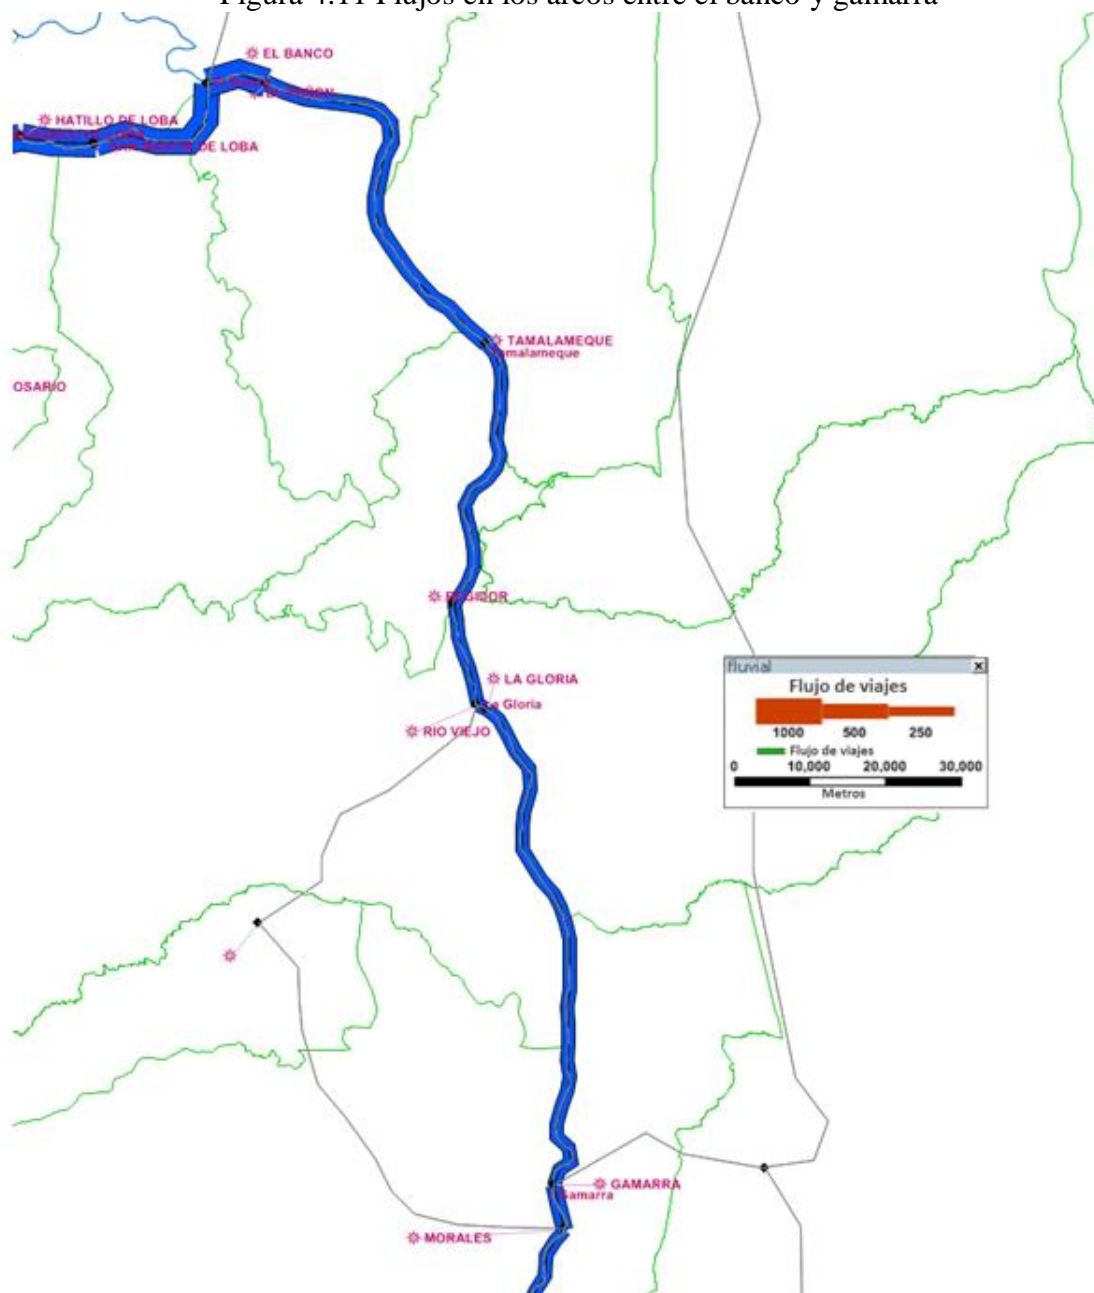 Figura 4.11 Flujos en los arcos entre el banco y gamarra
EL BANCO
HATILLO DE LOBA
DE LOBA
TAMALAMEQUE
Tamalameque
OSARIO
REGIDOR
LA GLORIA
La Gloria
RIO VIEJO
fluvial
Flujo de viajes
1000 500 250
Flujo de viajes
0 10,000 20,000 30,000
Metros
GAMARRA
Gamarra
MORALES